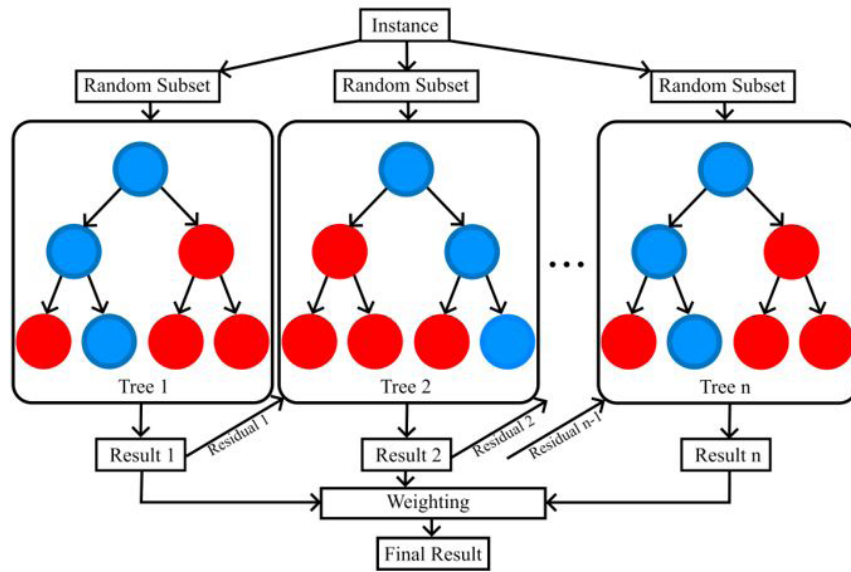 Instance
Random Subset
Random Subset
Random Subset
...
Tree 1
Tree 2
Tree n
Residual 1
Residual 2
Residual n-1
Result 1
Result 2
Result n
Weighting
Final Result